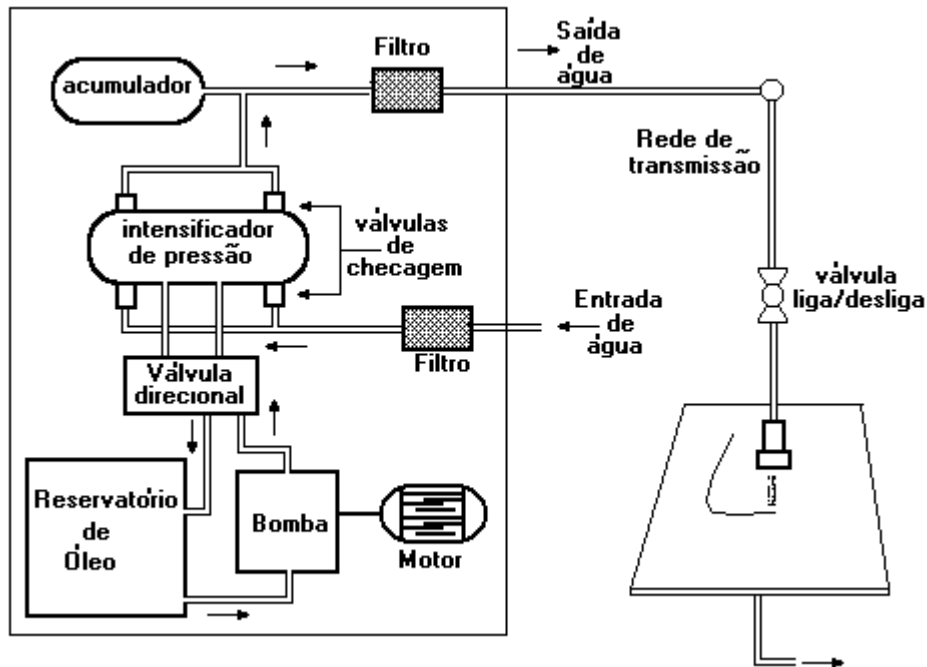 Filtro
Saída
de
água
acumulador
Rede de
transmissão
intensificador
de pressão
válvulas
de
checagem
válvula
liga/desliga
Entrada
de
água
Filtro
Válvula
direcional
Reservatório
de
Óleo
Bomba
Motor